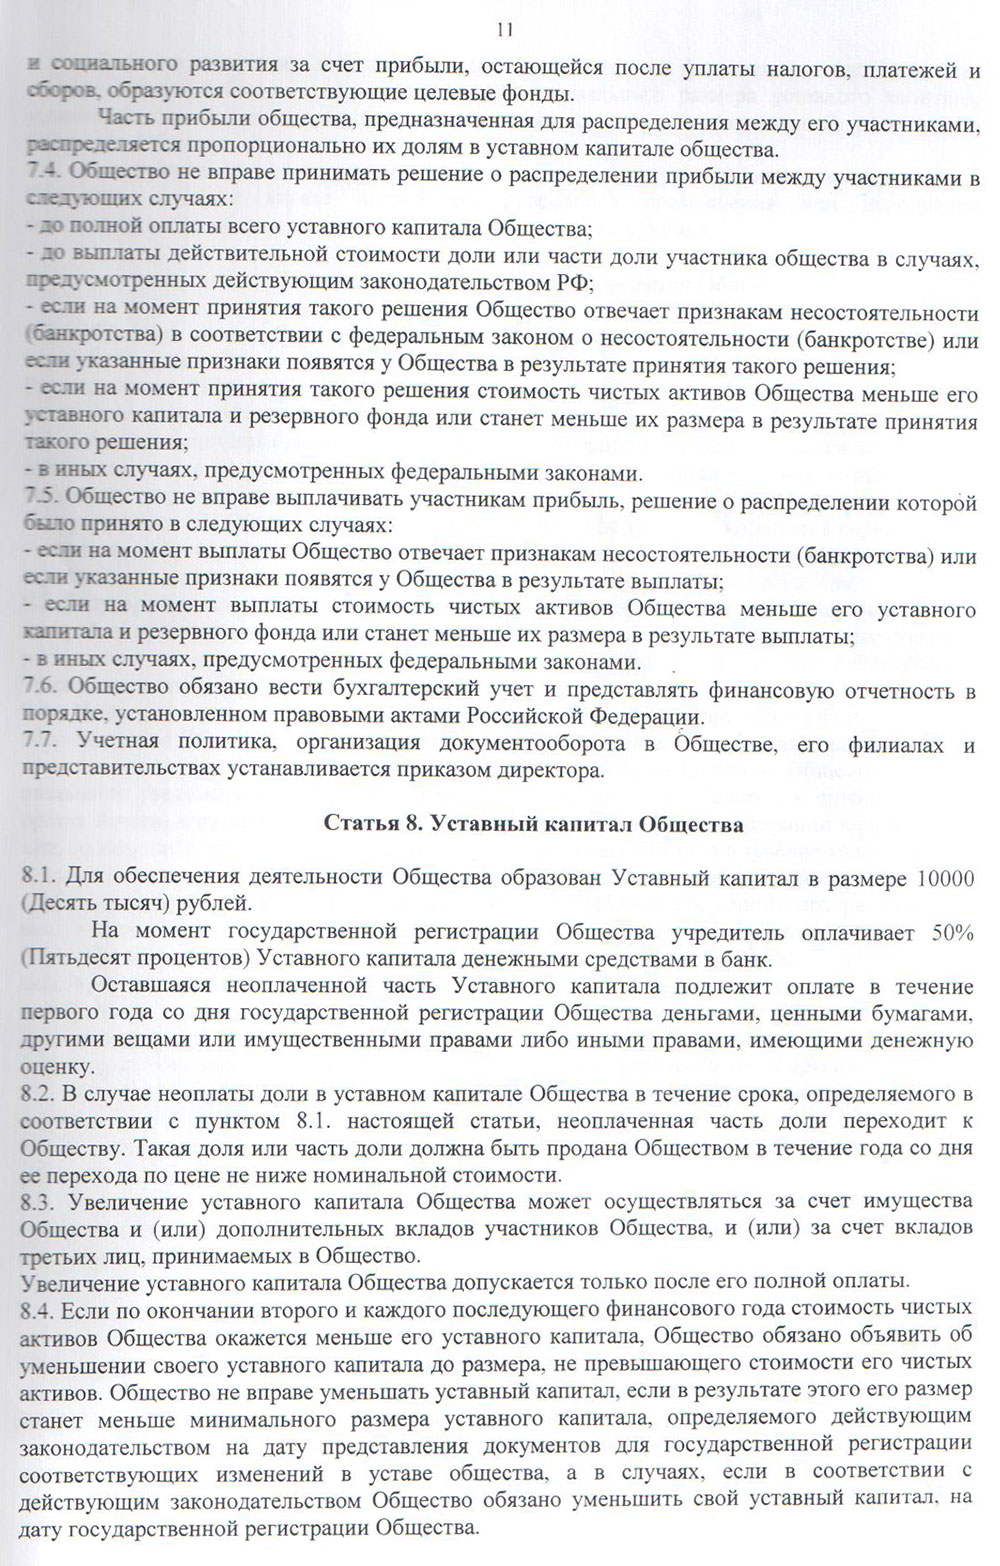 11
и социального развития за счет прибыли, остающейся после уплаты налогов, платежей и
сборов, образуются соответствующие целевые фонды.
Часть прибыли общества, предназначенная для распределения между его участниками,
распределяется пропорционально их долям в уставном капитале общества.
7.4. Общество не вправе принимать решение о распределении прибыли между участниками в
следующих случаях:
- до полной оплаты всего уставного капитала Общества;
- до выплаты действительной стоимости доли или части доли участника общества в случаях,
предусмотренных действующим законодательством РФ;
- если на момент принятия такого решения Общество отвечает признакам несостоятельности
(банкротства) в соответствии с федеральным законом о несостоятельности (банкротстве) или
если указанные признаки появятся у Общества в результате принятия такого решения;
- если на момент принятия такого решения стоимость чистых активов Общества меньше его
уставного капитала и резервного фонда или станет меньше их размера в результате принятия
такого решения;
- в иных случаях, предусмотренных федеральными законами.
7.5. Общество не вправе выплачивать участникам прибыль, решение о распределении которой
было принято в следующих случаях:
- если на момент выплаты Общество отвечает признакам несостоятельности (банкротства) или
если указанные признаки появятся у Общества в результате выплаты;
- если на момент выплаты стоимость чистых активов Общества меньше его уставного
капитала и резервного фонда или станет меньше их размера в результате выплаты;
- в иных случаях, предусмотренных федеральными законами.
7.6. Общество обязано вести бухгалтерский учет и представлять финансовую отчетность в
порядке, установленном правовыми актами Российской Федерации.
7.7. Учетная политика, организация документооборота в Обществе, его филиалах и
представительствах устанавливается приказом директора.
Статья 8. Уставный капитал Общества
8.1. Для обеспечения деятельности Общества образован Уставный капитал в размере 10000
(Десять тысяч) рублей.
На момент государственной регистрации Общества учредитель оплачивает 50%
(Пятьдесят процентов) Уставного капитала денежными средствами в банк.
Оставшаяся неоплаченной часть Уставного капитала подлежит оплате в течение
первого года со дня государственной регистрации Общества деньгами, ценными бумагами,
другими вещами или имущественными правами либо иными правами, имеющими денежную
оценку.
8.2. В случае неоплаты доли в уставном капитале Общества в течение срока, определяемого в
соответствии с пунктом 8.1. настоящей статьи, неоплаченная часть доли переходит к
Обществу. Такая доля или часть доли должна быть продана Обществом в течение года со дня
ее перехода по цене не ниже номинальной стоимости.
8.3. Увеличение уставного капитала Общества может осуществляться за счет имущества
Общества и (или) дополнительных вкладов участников Общества, и (или) за счет вкладов
третьих лиц, принимаемых в Общество.
Увеличение уставного капитала Общества допускается только после его полной оплаты.
8.4. Если по окончании второго и каждого последующего финансового года стоимость чистых
активов Общества окажется меньше его уставного капитала, Общество обязано объявить об
уменьшении своего уставного капитала до размера, не превышающего стоимости его чистых
активов. Общество не вправе уменьшать уставный капитал, если в результате этого его размер
станет меньше минимального размера уставного капитала, определяемого действующим
законодательством на дату представления документов для государственной регистрации
соответствующих изменений в уставе общества, а в случаях, если в соответствии с
действующим законодательством Общество обязано уменьшить свой уставный капитал, на
дату государственной регистрации Общества.